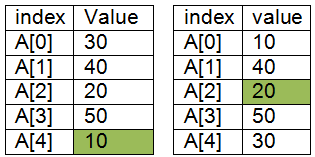 index Value
A[0] 30
A[1] 40
A[2] 20
A[3] 50
A[4] 10
index value
A[0] 10
A[1] 40
A[2] 20
A[3] 50
A[4] 30